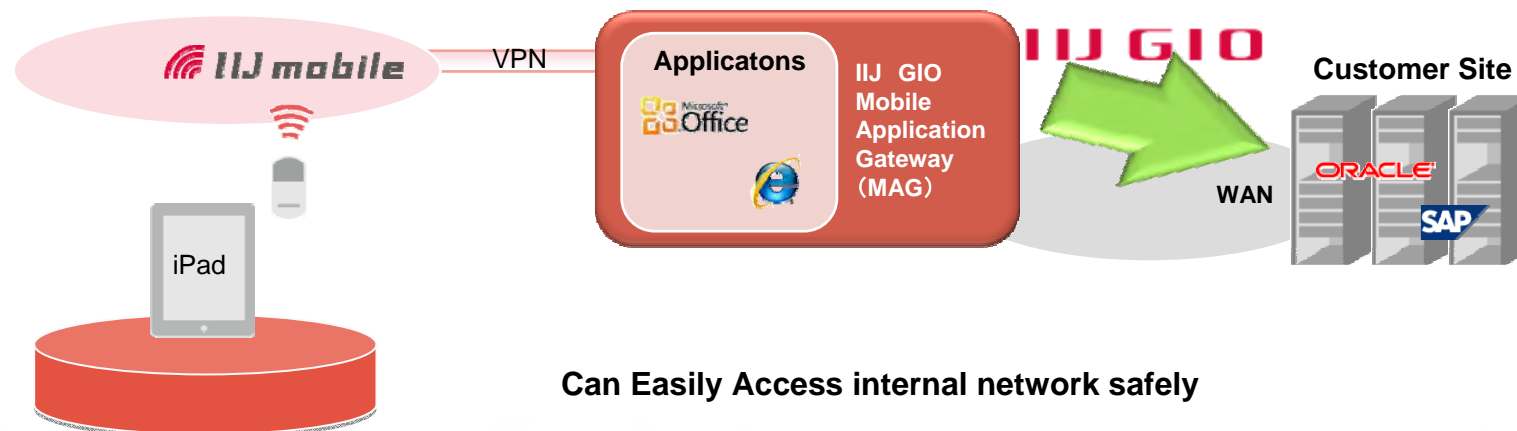 IIJ mobile
VPN
Applicatons
Microsoft
Office
IIJ GIO
Mobile
Application
Gateway
（MAG）
IIJ GIO
Customer Site
ORACLE
SAP
WAN
iPad
Can Easily Access internal network safely